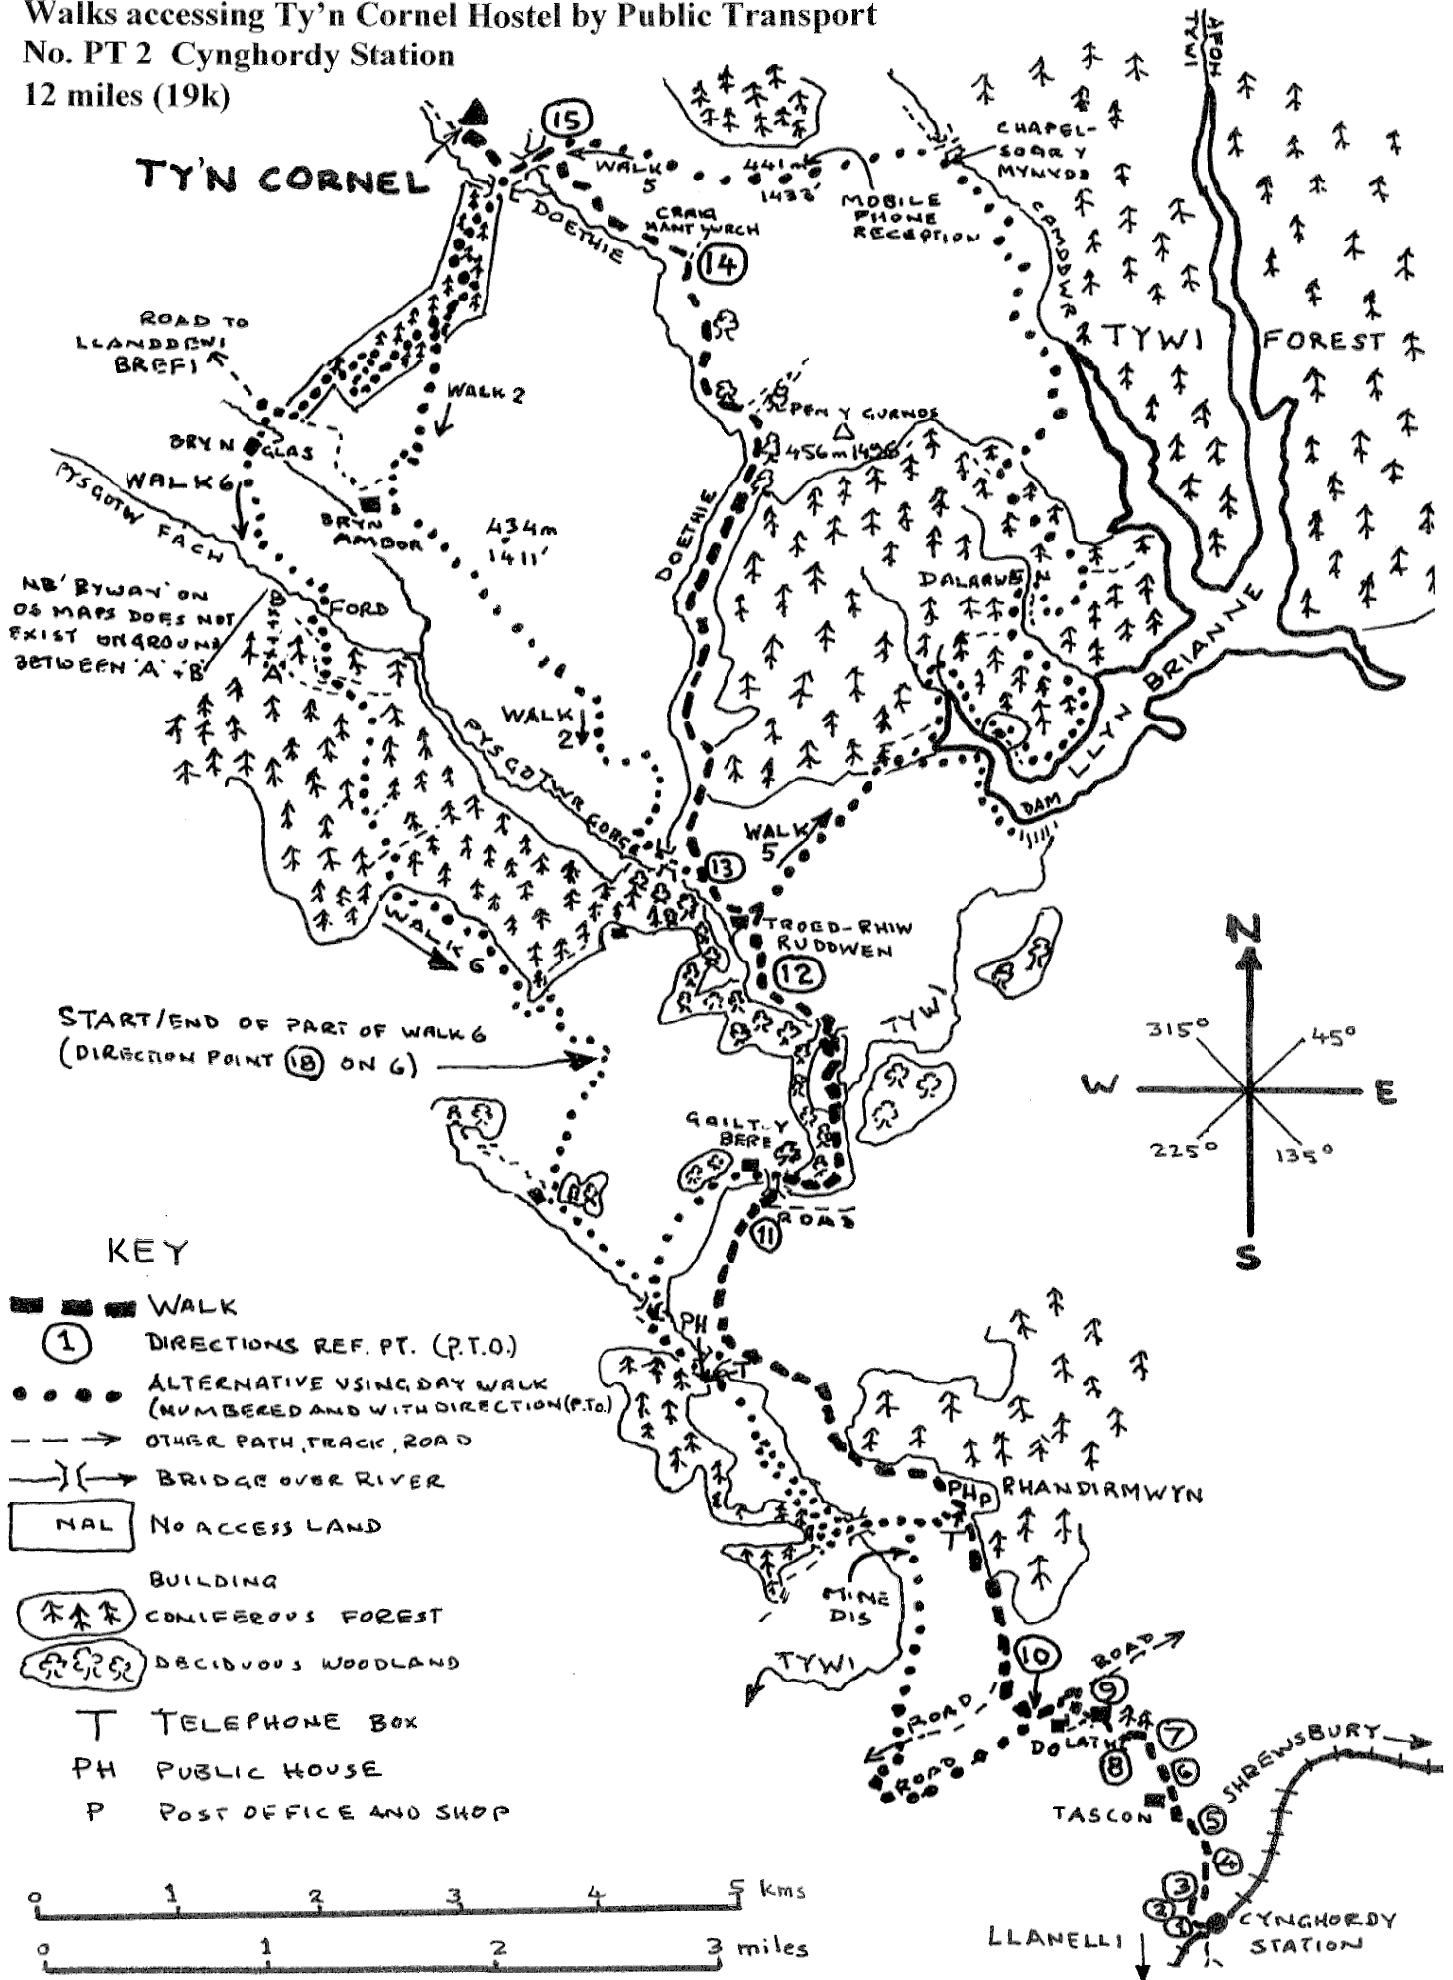 Walks accessing Ty'n Cornel Hostel by Public Transport
No. PT 2 Cynghordy Station
12 miles (19k)
AFON
TYWI
15
TY'N CORNEL
WALK
5
441m
1433'
CHAPEL-
SOAR Y
MYNYDD
MOBILE
PHONE
RECEPTION
CAMDDWR
DOETHIE
CRAIG
NANT YURCH
14
ROAD TO
LLANDDEWI
BREFI
WALK 2
TYWI FOREST
PEN Y GURNOS
456m 1496'
BRYN
GLAS
WALK 6
PYSGOTW FACH
BRYN
AMBOR
434m
1411'
DOETHIE
DALARWEN
NB 'BYWAY' ON
OS MAPS DOES NOT
EXIST ON GROUND
BETWEEN 'A' + 'B'
B
FORD
A
LLYN BRIANNE
WALK
2
PYSGOTWR GORGE
DAM
WALK
5
13
WALK 6
TROED-RHIW
RUDDWEN
12
TYWI
N
315°
45°
W
E
225°
135°
S
START/END OF PART OF WALK 6
(DIRECTION POINT 18 ON 6)
GAILT-Y
BERE
ROAD
11
KEY
WALK
1
DIRECTIONS REF. PT. (P.T.O.)
ALTERNATIVE USING DAY WALK
(NUMBERED AND WITH DIRECTION (P.T.O.)
OTHER PATH, TRACK, ROAD
BRIDGE OVER RIVER
NAL
NO ACCESS LAND
BUILDING
CONIFEROUS FOREST
DECIDUOUS WOODLAND
T
TELEPHONE BOX
PH
PUBLIC HOUSE
P
POST OFFICE AND SHOP
PH
T
PH P
RHANDIRMWYN
T
MINE
DIS
TYWI
10
ROAD
9
ROAD
DOLATHE
7
8
6
ROAD
SHREWSBURY
TASCON
5
4
3
2
1
CYNGHORDY
STATION
LLANELLI
0 1 2 3 4 5 kms
0 1 2 3 miles